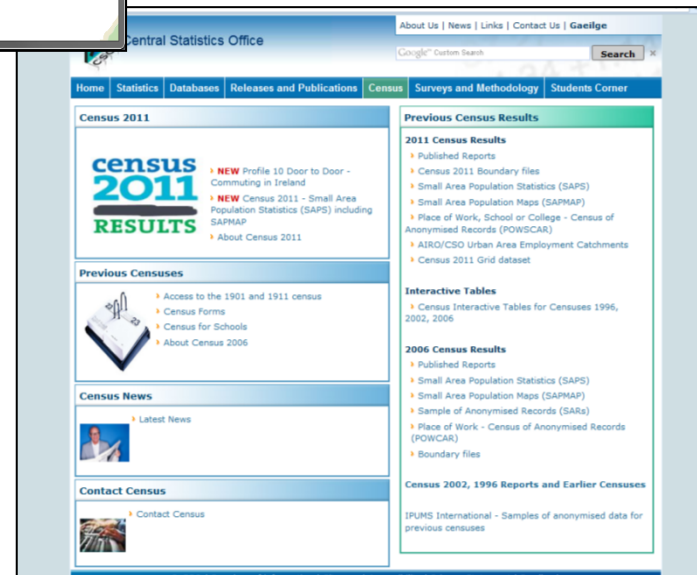 About Us | News | Links | Contact Us | Gaeilge
Central Statistics Office
Google™ Custom Search
Search
×
Home
Statistics
Databases
Releases and Publications
Census
Surveys and Methodology
Students Corner
Census 2011
census
2011
RESULTS
NEW Profile 10 Door to Door -
Commuting in Ireland
NEW Census 2011 - Small Area
Population Statistics (SAPS) including
SAPMAP
About Census 2011
Previous Censuses
22
23
Access to the 1901 and 1911 census
Census Forms
Census for Schools
About Census 2006
Census News
Latest News
Contact Census
Contact Census
Previous Census Results
2011 Census Results
Published Reports
Census 2011 Boundary files
Small Area Population Statistics (SAPS)
Small Area Population Maps (SAPMAP)
Place of Work, School or College - Census of
Anonymised Records (POWSCAR)
AIRO/CSO Urban Area Employment Catchments
Census 2011 Grid dataset
Interactive Tables
Census Interactive Tables for Censuses 1996,
2002, 2006
2006 Census Results
Published Reports
Small Area Population Statistics (SAPS)
Small Area Population Maps (SAPMAP)
Sample of Anonymised Records (SARs)
Place of Work - Census of Anonymised Records
(POWCAR)
Boundary files
Census 2002, 1996 Reports and Earlier Censuses
IPUMS International - Samples of anonymised data for
previous censuses